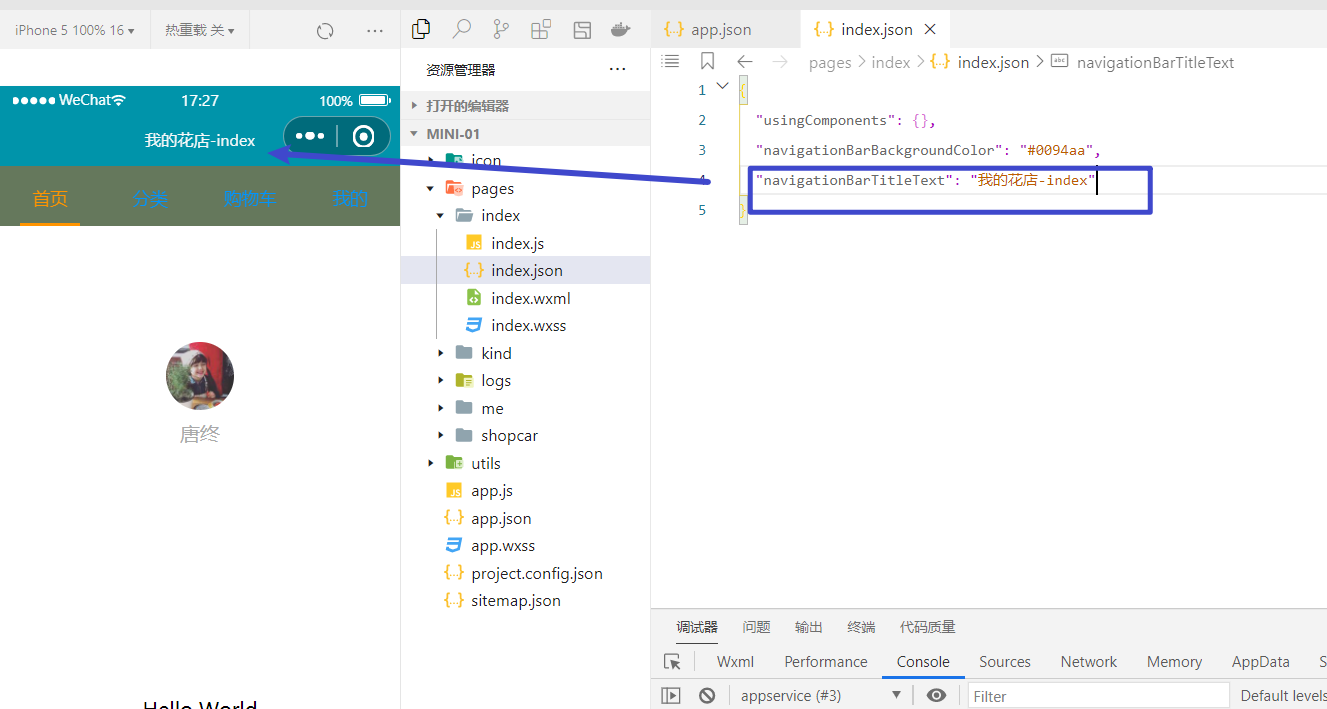 iPhone 5 100% 16
热重载 关
WeChat
17:27
100%
我的花店-index
首页
分类
购物车
我的
唐终
Hello World
资源管理器
打开的编辑器
MINI-01
icon
pages
index
index.js
index.json
index.wxml
index.wxss
kind
logs
me
shopcar
utils
app.js
app.json
app.wxss
project.config.json
sitemap.json
app.json
index.json
pages
index
index.json
navigationBarTitleText
1 {
2 "usingComponents": {},
3 "navigationBarBackgroundColor": "#0094aa",
4 "navigationBarTitleText": "我的花店-index"
5 }
调试器
问题
输出
终端
代码质量
Wxml
Performance
Console
Sources
Network
Memory
AppData
S
appservice (#3)
Filter
Default levels